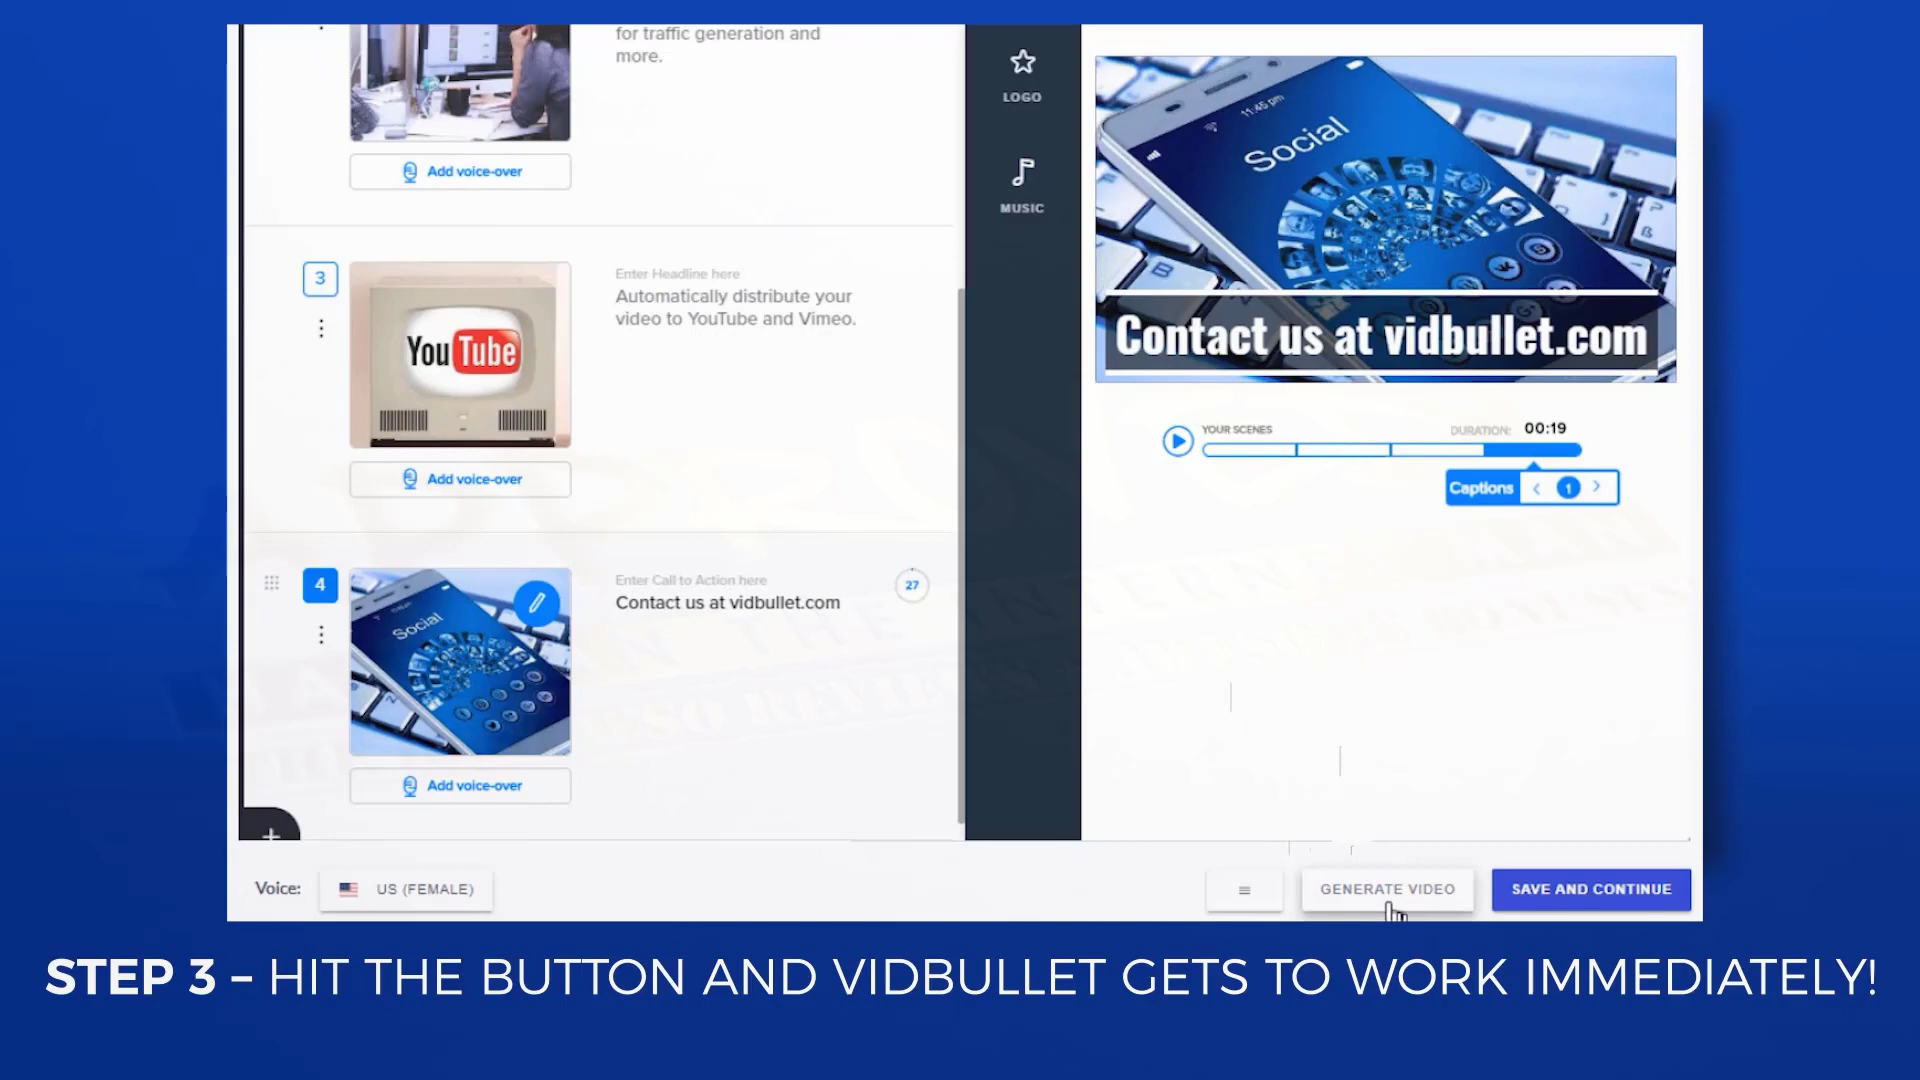 for traffic generation and
more.
Add voice-over
3
Enter Headline here
Automatically distribute your
video to YouTube and Vimeo.
You Tube
Add voice-over
4
Enter Call to Action here
Contact us at vidbullet.com
27
Social
Add voice-over
+
LOGO
MUSIC
11:45 pm
Social
Contact us at vidbullet.com
YOUR SCENES
DURATION: 00:19
Captions < 1 >
Voice: US (FEMALE)
GENERATE VIDEO
SAVE AND CONTINUE
STEP 3 – HIT THE BUTTON AND VIDBULLET GETS TO WORK IMMEDIATELY!